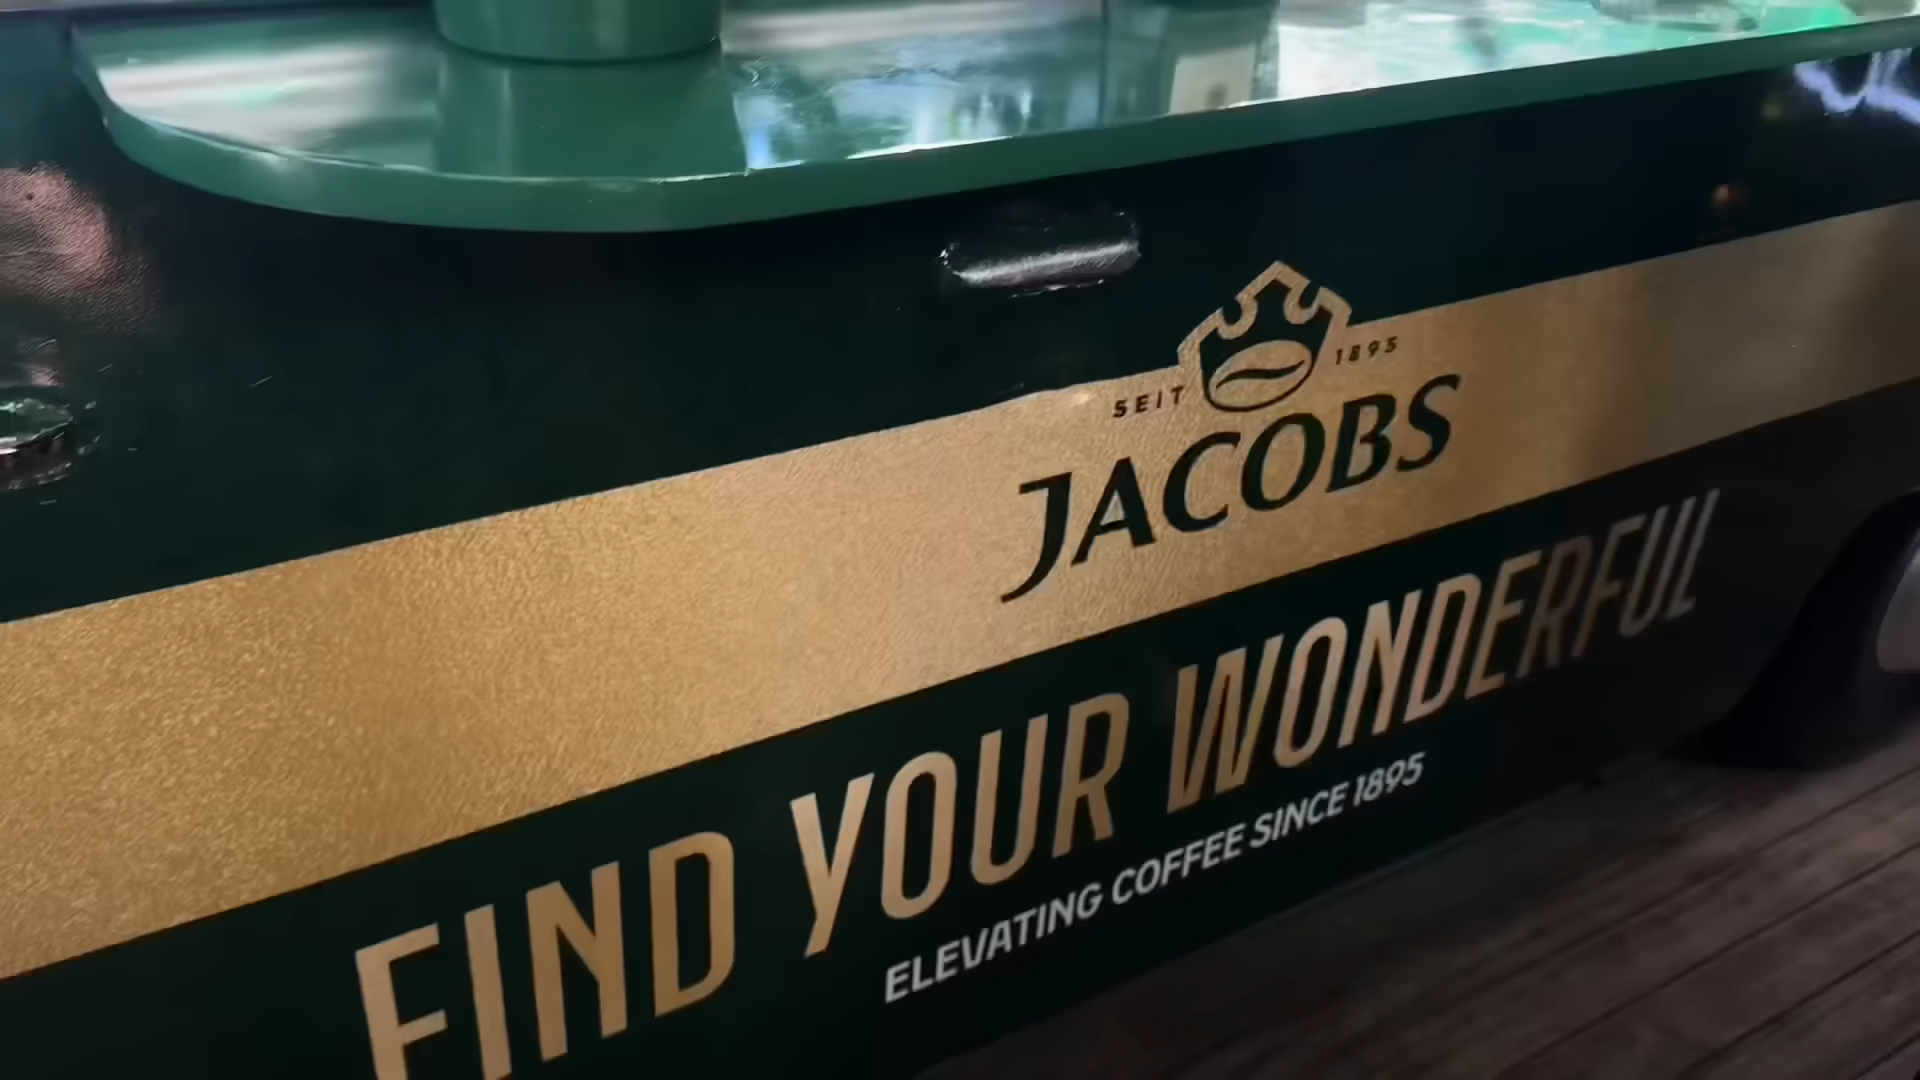 SEIT 1895
JACOBS
FIND YOUR WONDERFUL
ELEVATING COFFEE SINCE 1895